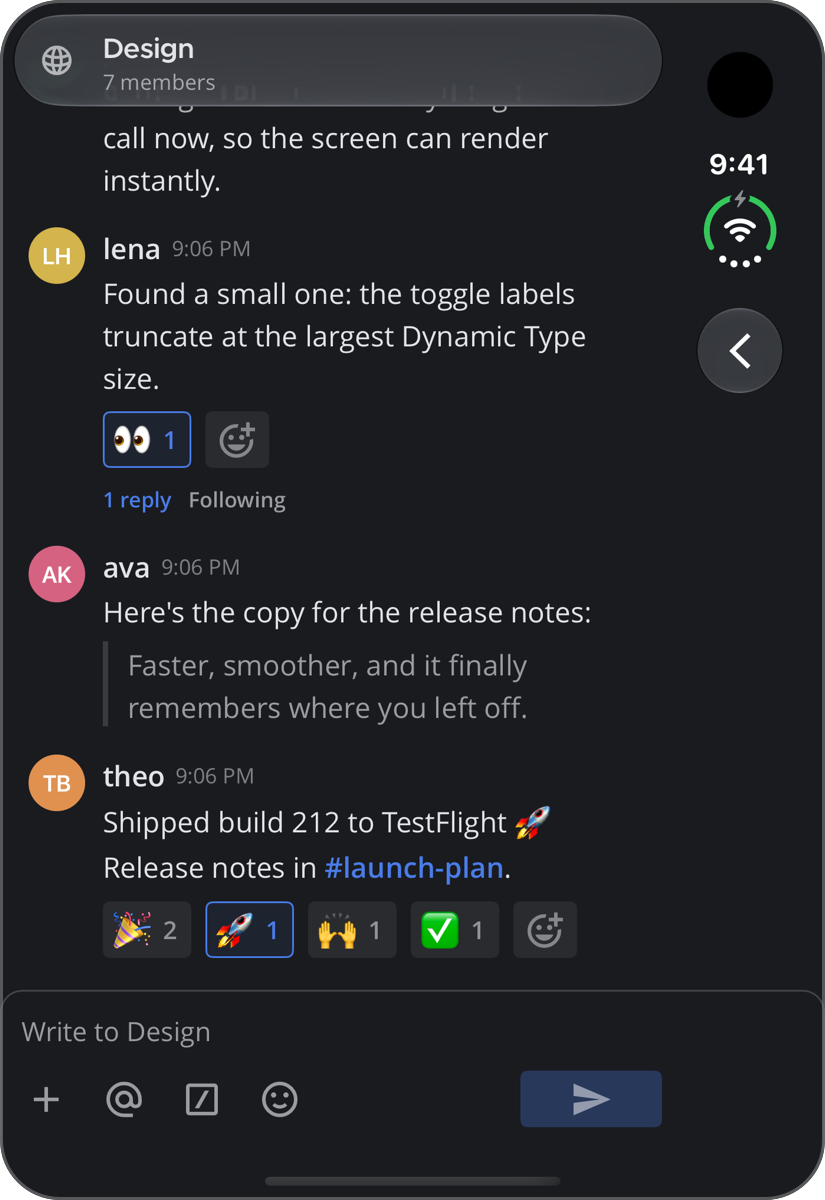 Design
7 members
9:41
call now, so the screen can render
instantly.
LH
lena 9:06 PM
Found a small one: the toggle labels
truncate at the largest Dynamic Type
size.
👀 1
1 reply Following
AK
ava 9:06 PM
Here's the copy for the release notes:
Faster, smoother, and it finally
remembers where you left off.
TB
theo 9:06 PM
Shipped build 212 to TestFlight 🚀
Release notes in #launch-plan.
🎉 2 🚀 1 🙌 1 ✅ 1
Write to Design